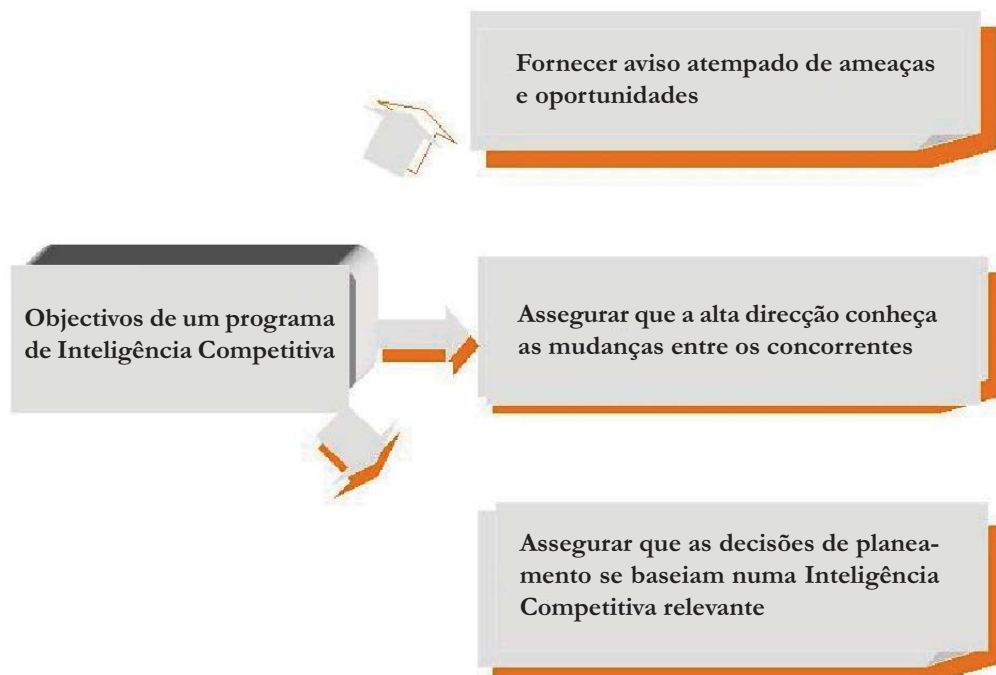 Fornecer aviso atempado de ameaças
e oportunidades
Objectivos de um programa
de Inteligência Competitiva
Assegurar que a alta direcção conheça
as mudanças entre os concorrentes
Assegurar que as decisões de planea-
mento se baseiam numa Inteligência
Competitiva relevante